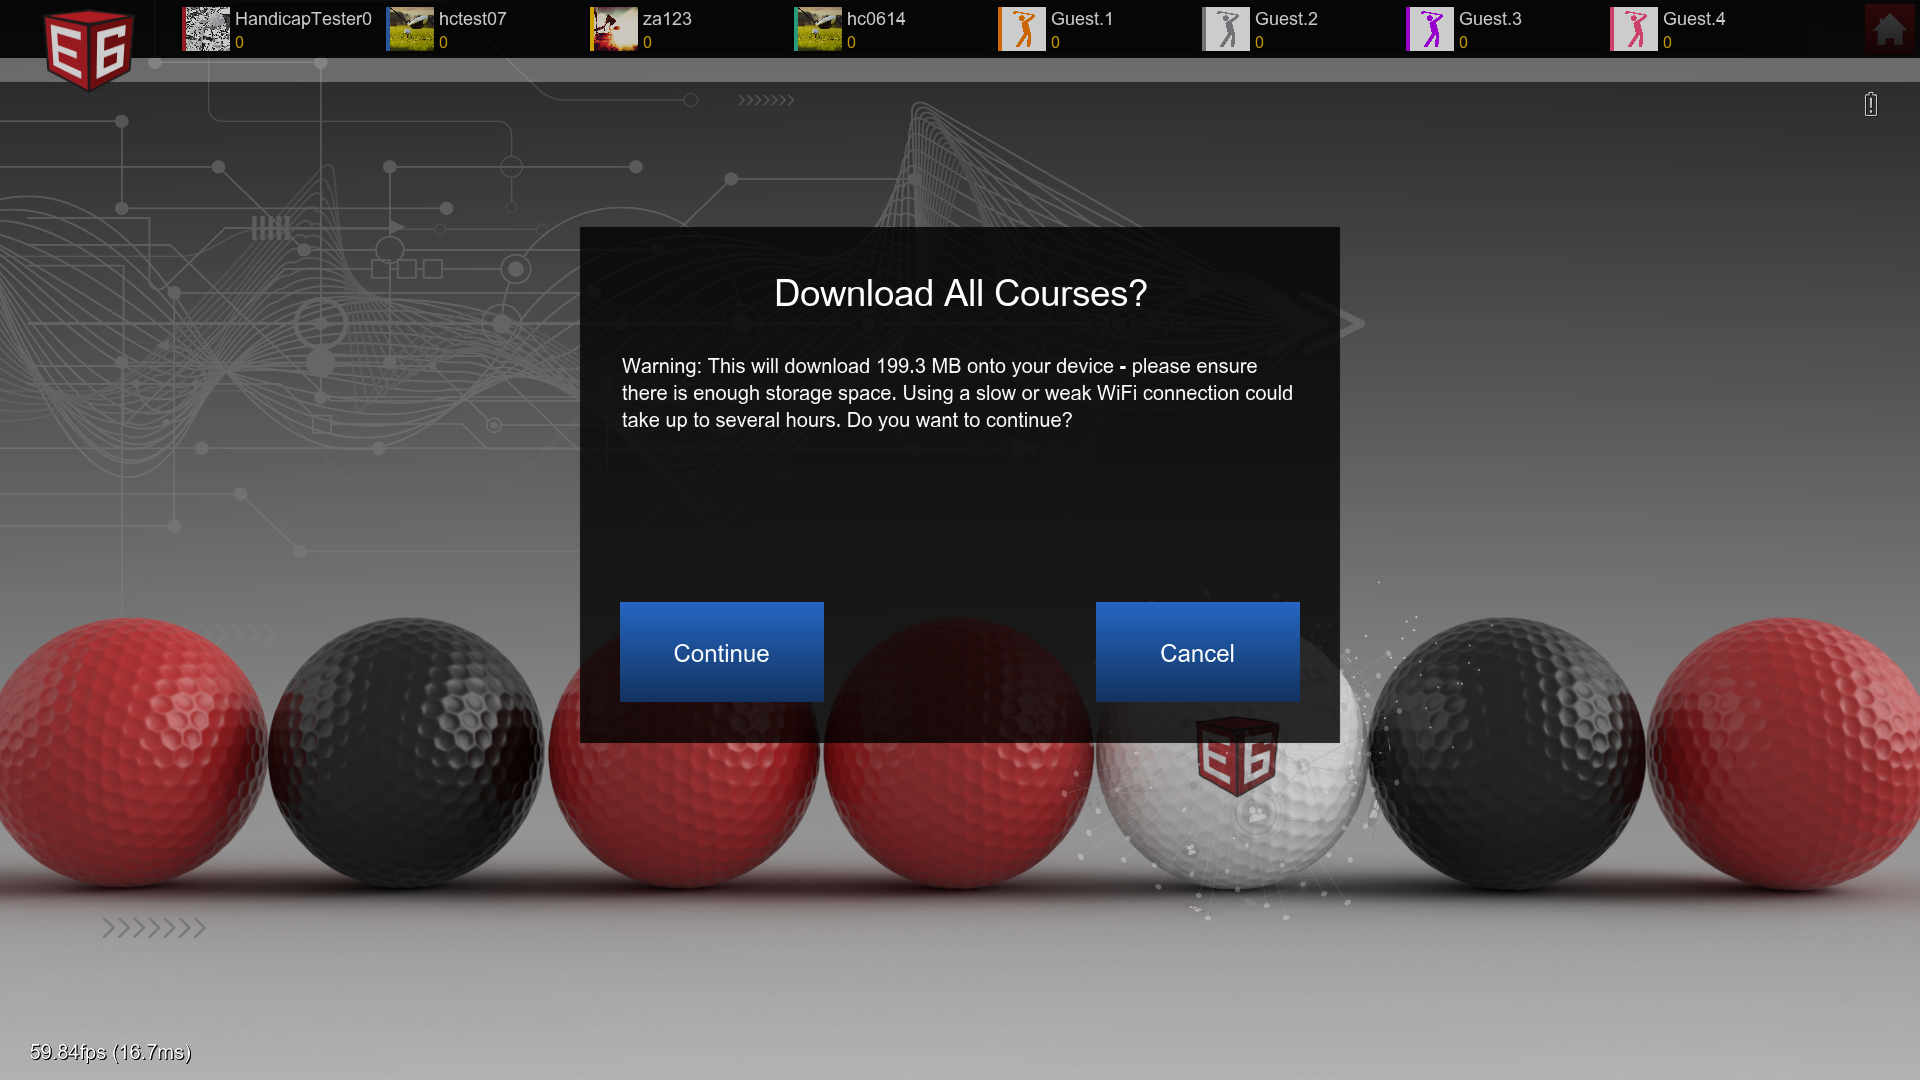 E6
HandicapTester0
0
hctest07
0
za123
0
hc0614
0
Guest.1
0
Guest.2
0
Guest.3
0
Guest.4
0
Download All Courses?
Warning: This will download 199.3 MB onto your device - please ensure
there is enough storage space. Using a slow or weak WiFi connection could
take up to several hours. Do you want to continue?
Continue
Cancel
E6
59.84fps (16.7ms)